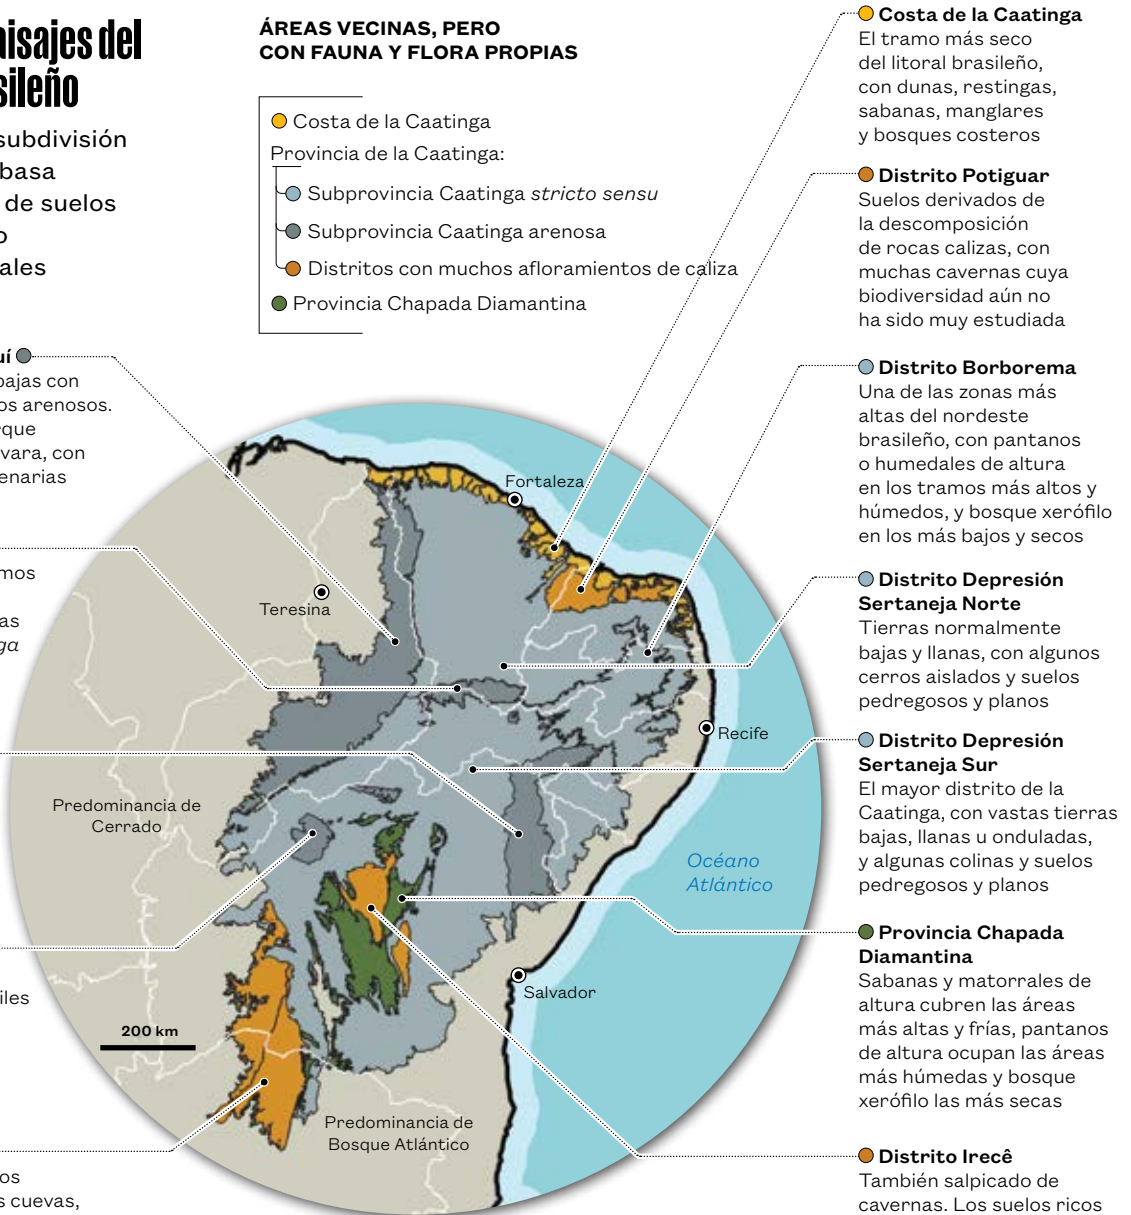 aisajes del
sileño
subdivisión
basa
de suelos
o
ales
ÁREAS VECINAS, PERO
CON FAUNA Y FLORA PROPIAS
Costa de la Caatinga
Provincia de la Caatinga:
Subprovincia Caatinga stricto sensu
Subprovincia Caatinga arenosa
Distritos con muchos afloramientos de caliza
Provincia Chapada Diamantina
uí
bajas con
os arenosos.
rque
vara, con
enarias
mos
as
ga
iles
os
s cuevas,
Fortaleza
Teresina
Recife
Predominancia de
Cerrado
Océano
Atlántico
Salvador
200 km
Predominancia de
Bosque Atlántico
Costa de la Caatinga
El tramo más seco
del litoral brasileño,
con dunas, restingas,
sabanas, manglares
y bosques costeros
Distrito Potiguar
Suelos derivados de
la descomposición
de rocas calizas, con
muchas cavernas cuya
biodiversidad aún no
ha sido muy estudiada
Distrito Borborema
Una de las zonas más
altas del nordeste
brasileño, con pantanos
o humedales de altura
en los tramos más altos y
húmedos, y bosque xerófilo
en los más bajos y secos
Distrito Depresión
Sertaneja Norte
Tierras normalmente
bajas y llanas, con algunos
cerros aislados y suelos
pedregosos y planos
Distrito Depresión
Sertaneja Sur
El mayor distrito de la
Caatinga, con vastas tierras
bajas, llanas u onduladas,
y algunas colinas y suelos
pedregosos y planos
Provincia Chapada
Diamantina
Sabanas y matorrales de
altura cubren las áreas
más altas y frías, pantanos
de altura ocupan las áreas
más húmedas y bosque
xerófilo las más secas
Distrito Irecê
También salpicado de
cavernas. Los suelos ricos